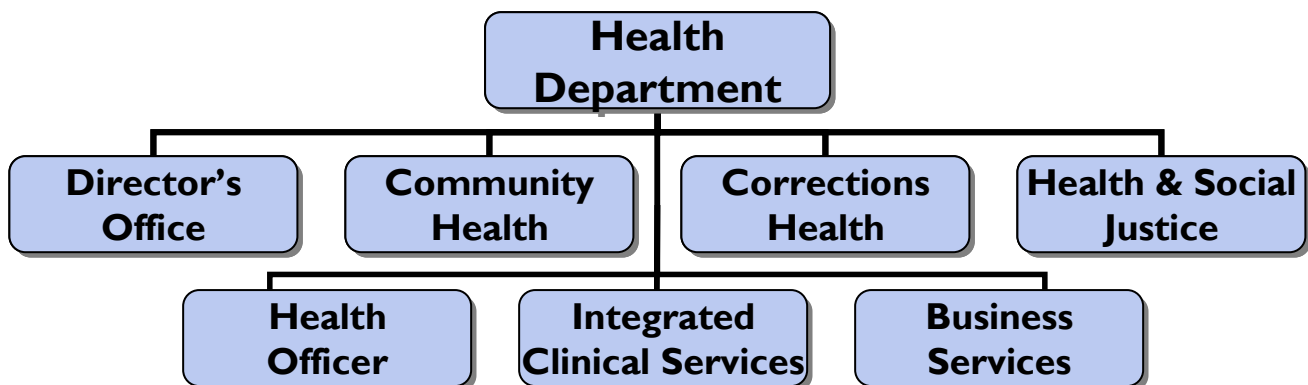 Health
Department
Director's
Office
Community
Health
Corrections
Health
Health & Social
Justice
Health
Officer
Integrated
Clinical Services
Business
Services